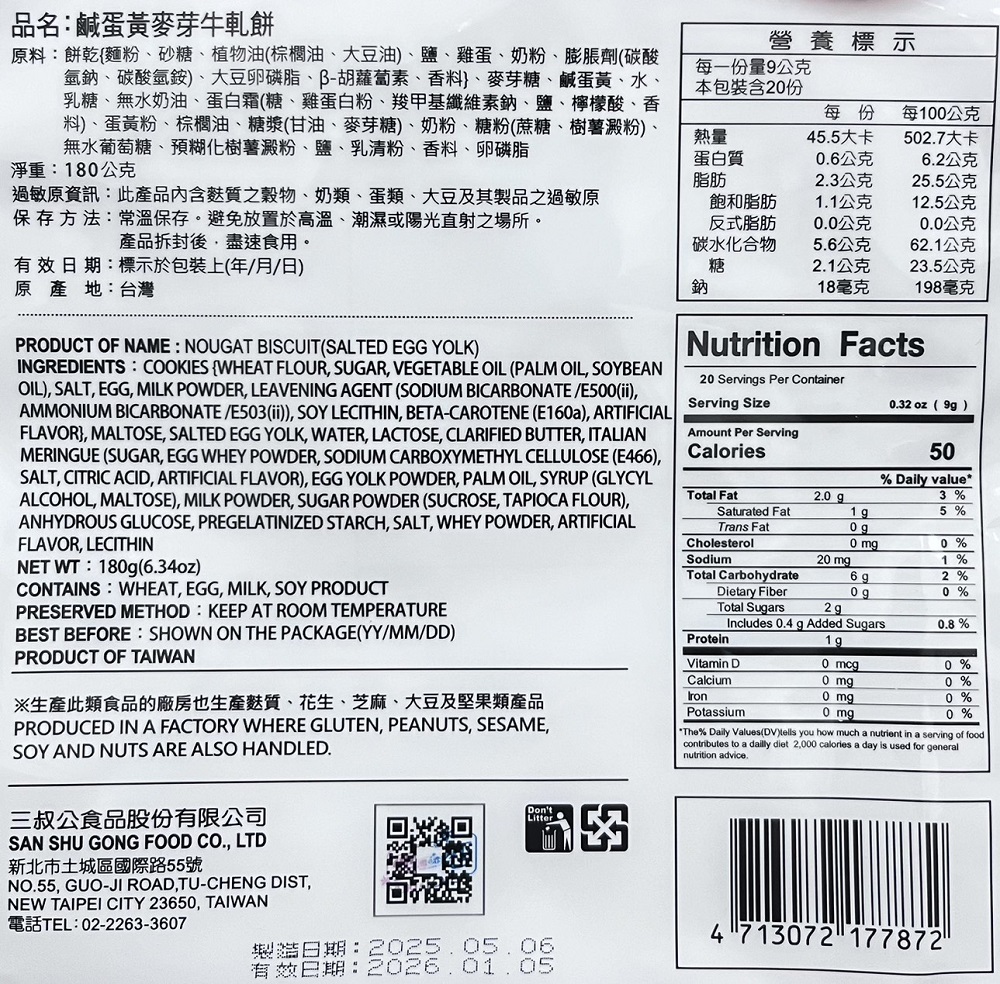 品名：鹹蛋黃麥芽牛軋餅
原料：餅乾{麵粉、砂糖、植物油(棕櫚油、大豆油)、鹽、雞蛋、奶粉、膨脹劑(碳酸
氫鈉、碳酸氫銨)、大豆卵磷脂、β-胡蘿蔔素、香料}、麥芽糖、鹹蛋黃、水、
乳糖、無水奶油、蛋白霜(糖、雞蛋白粉、羧甲基纖維素鈉、鹽、檸檬酸、香
料)、蛋黃粉、棕櫚油、糖漿(甘油、麥芽糖)、奶粉、糖粉(蔗糖、樹薯澱粉)、
無水葡萄糖、預糊化樹薯澱粉、鹽、乳清粉、香料、卵磷脂
淨重：180公克
過敏原資訊：此產品內含麩質之穀物、奶類、蛋類、大豆及其製品之過敏原
保存方法：常溫保存。避免放置於高溫、潮濕或陽光直射之場所。
產品拆封後，盡速食用。
有效日期：標示於包裝上(年/月/日)
原產地：台灣
PRODUCT OF NAME : NOUGAT BISCUIT(SALTED EGG YOLK)
INGREDIENTS：COOKIES {WHEAT FLOUR, SUGAR, VEGETABLE OIL (PALM OIL, SOYBEAN
OIL), SALT, EGG, MILK POWDER, LEAVENING AGENT (SODIUM BICARBONATE /E500(ii),
AMMONIUM BICARBONATE /E503(ii)), SOY LECITHIN, BETA-CAROTENE (E160a), ARTIFICIAL
FLAVOR}, MALTOSE, SALTED EGG YOLK, WATER, LACTOSE, CLARIFIED BUTTER, ITALIAN
MERINGUE (SUGAR, EGG WHEY POWDER, SODIUM CARBOXYMETHYL CELLULOSE (E466),
SALT, CITRIC ACID, ARTIFICIAL FLAVOR), EGG YOLK POWDER, PALM OIL, SYRUP (GLYCYL
ALCOHOL, MALTOSE), MILK POWDER, SUGAR POWDER (SUCROSE, TAPIOCA FLOUR),
ANHYDROUS GLUCOSE, PREGELATINIZED STARCH, SALT, WHEY POWDER, ARTIFICIAL
FLAVOR, LECITHIN
NET WT：180g(6.34oz)
CONTAINS：WHEAT, EGG, MILK, SOY PRODUCT
PRESERVED METHOD：KEEP AT ROOM TEMPERATURE
BEST BEFORE：SHOWN ON THE PACKAGE(YY/MM/DD)
PRODUCT OF TAIWAN
※生產此類食品的廠房也生產麩質、花生、芝麻、大豆及堅果類產品
PRODUCED IN A FACTORY WHERE GLUTEN, PEANUTS, SESAME,
SOY AND NUTS ARE ALSO HANDLED.
三叔公食品股份有限公司
SAN SHU GONG FOOD CO., LTD
新北市土城區國際路55號
NO.55, GUO-JI ROAD,TU-CHENG DIST,
NEW TAIPEI CITY 23650, TAIWAN
電話TEL：02-2263-3607
Don't
Litter
製造日期：2025.05.06
有效日期：2026.01.05
營養標示
每一份量9公克
本包裝含20份
每份 每100公克
熱量 45.5大卡 502.7大卡
蛋白質 0.6公克 6.2公克
脂肪 2.3公克 25.5公克
飽和脂肪 1.1公克 12.5公克
反式脂肪 0.0公克 0.0公克
碳水化合物 5.6公克 62.1公克
糖 2.1公克 23.5公克
鈉 18毫克 198毫克
Nutrition Facts
20 Servings Per Container
Serving Size 0.32 oz ( 9g )
Amount Per Serving
Calories 50
% Daily value*
Total Fat 2.0 g 3 %
Saturated Fat 1 g 5 %
Trans Fat 0 g
Cholesterol 0 mg 0 %
Sodium 20 mg 1 %
Total Carbohydrate 6 g 2 %
Dietary Fiber 0 g 0 %
Total Sugars 2 g
Includes 0.4 g Added Sugars 0.8 %
Protein 1 g
Vitamin D 0 mcg 0 %
Calcium 0 mg 0 %
Iron 0 mg 0 %
Potassium 0 mg 0 %
*The% Daily Values(DV)tells you how much a nutrient in a serving of food
contributes to a dailly diet 2,000 calories a day is used for general
nutrition advice.
4 713072 177872